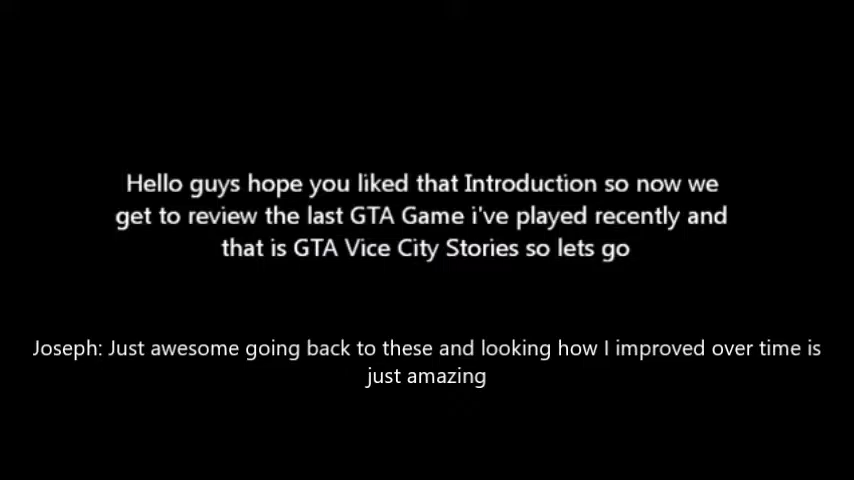 Hello guys hope you liked that Introduction so now we
get to review the last GTA Game i've played recently and
that is GTA Vice City Stories so lets go
Joseph: Just awesome going back to these and looking how I improved over time is
just amazing